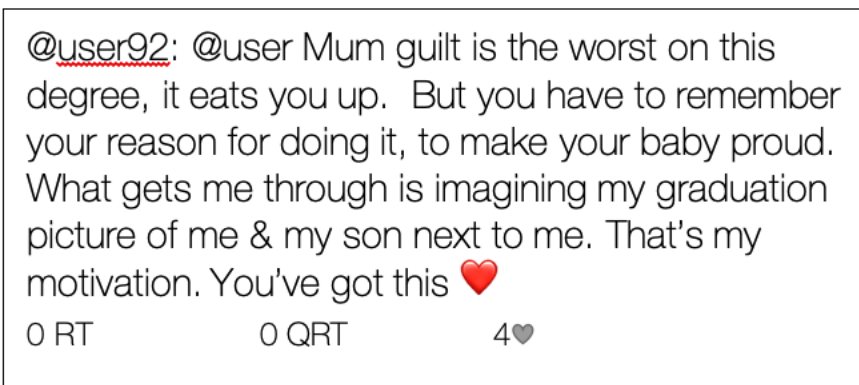 @user92: @user Mum guilt is the worst on this
degree, it eats you up.  But you have to remember
your reason for doing it, to make your baby proud.
What gets me through is imagining my graduation
picture of me & my son next to me. That's my
motivation. You've got this ❤️
0 RT 0 QRT 4🖤